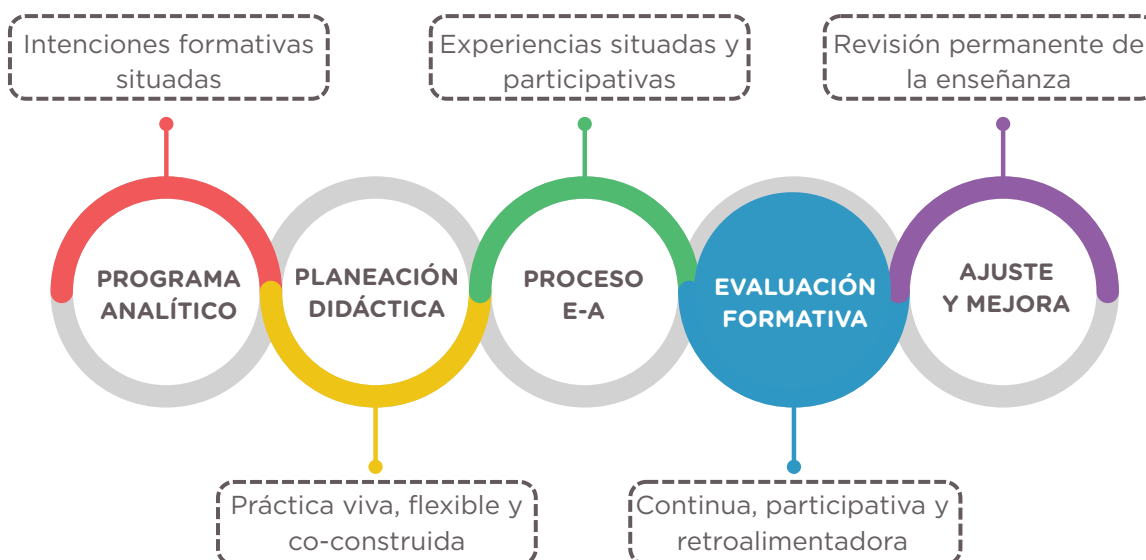 Intenciones formativas
situadas
Experiencias situadas y
participativas
Revisión permanente de
la enseñanza
PROGRAMA
ANALÍTICO
PLANEACIÓN
DIDÁCTICA
PROCESO
E-A
EVALUACIÓN
FORMATIVA
AJUSTE
Y MEJORA
Práctica viva, flexible y
co-construida
Continua, participativa y
retroalimentadora